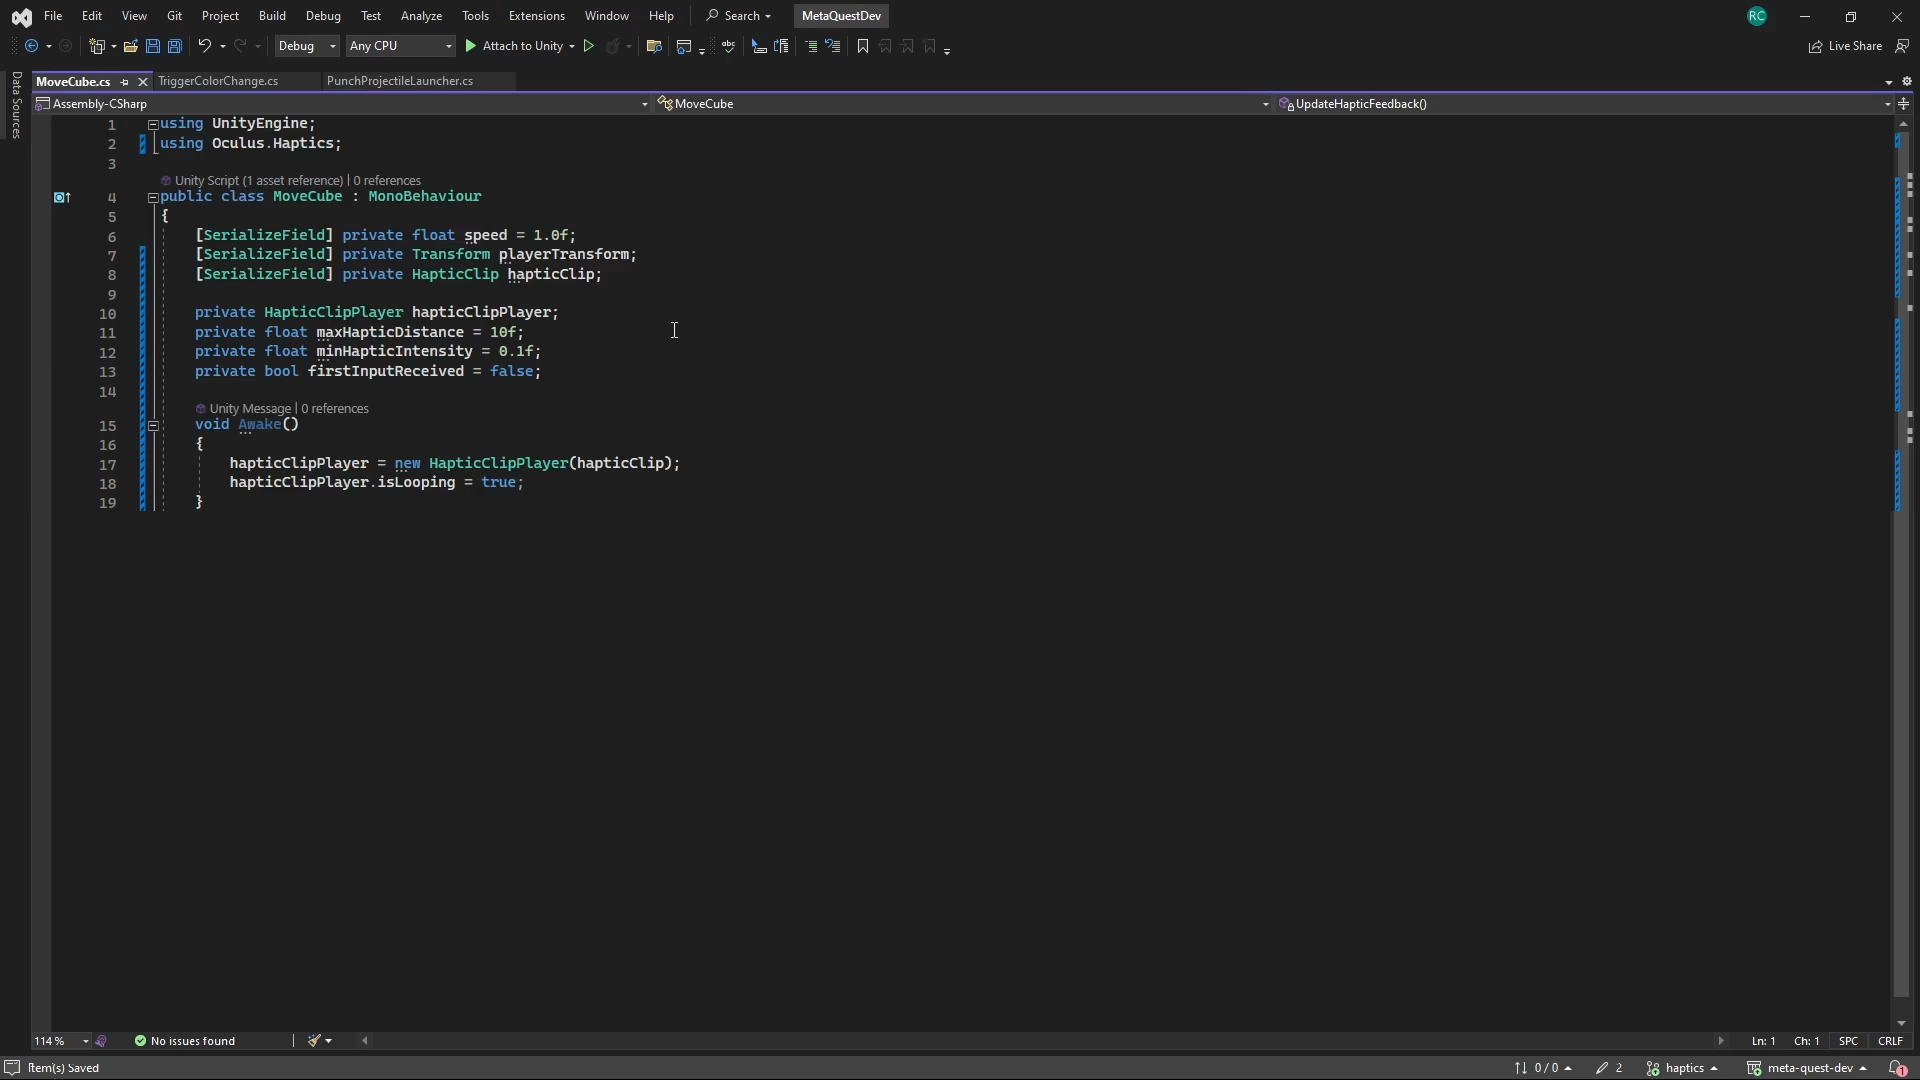 File Edit View Git Project Build Debug Test Analyze Tools Extensions Window Help Search MetaQuestDev RC
Debug Any CPU Attach to Unity Live Share
MoveCube.cs TriggerColorChange.cs PunchProjectileLauncher.cs
Data Sources
Assembly-CSharp MoveCube UpdateHapticFeedback()
1 using UnityEngine;
2 using Oculus.Haptics;
3
Unity Script (1 asset reference) | 0 references
4 public class MoveCube : MonoBehaviour
5 {
6 [SerializeField] private float speed = 1.0f;
7 [SerializeField] private Transform playerTransform;
8 [SerializeField] private HapticClip hapticClip;
9
10 private HapticClipPlayer hapticClipPlayer;
11 private float maxHapticDistance = 10f;
12 private float minHapticIntensity = 0.1f;
13 private bool firstInputReceived = false;
14
Unity Message | 0 references
15 void Awake()
16 {
17 hapticClipPlayer = new HapticClipPlayer(hapticClip);
18 hapticClipPlayer.isLooping = true;
19 }
114 % No issues found Ln: 1 Ch: 1 SPC CRLF
Item(s) Saved 0 / 0 2 haptics meta-quest-dev 1